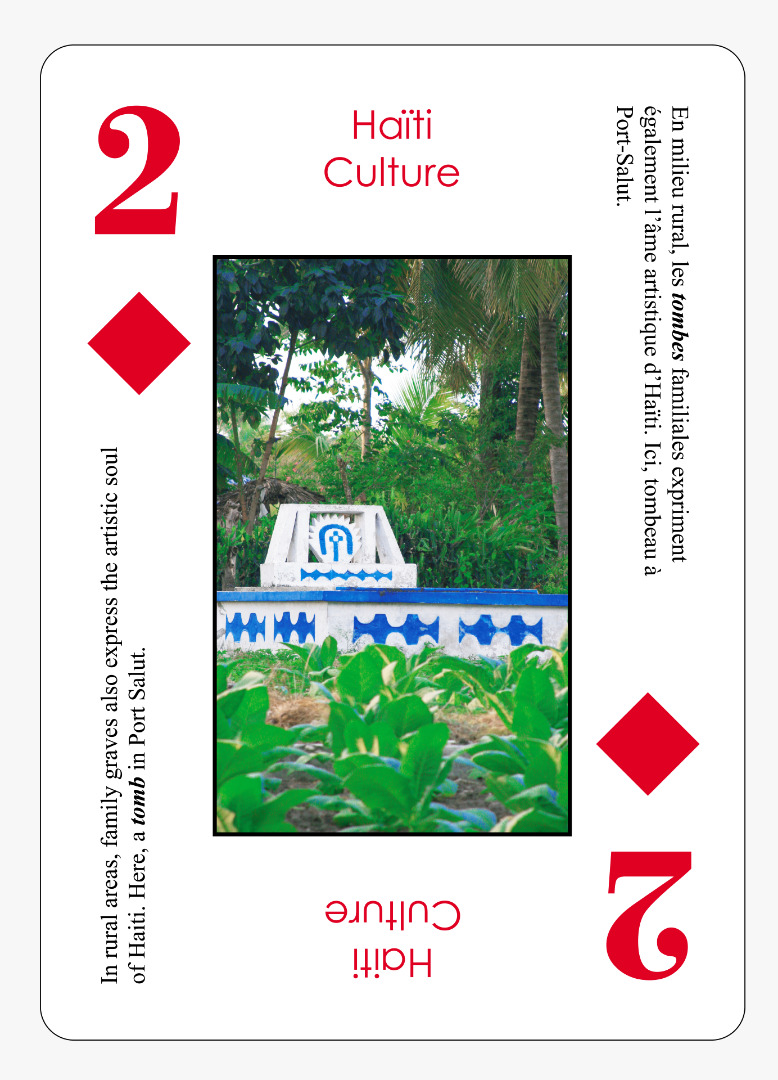 2
Haïti
Culture
En milieu rural, les tombes familiales expriment
également l’âme artistique d’Haïti. Ici, tombeau à
Port-Salut.
In rural areas, family graves also express the artistic soul
of Haiti. Here, a tomb in Port Salut.
Haiti
Culture
2